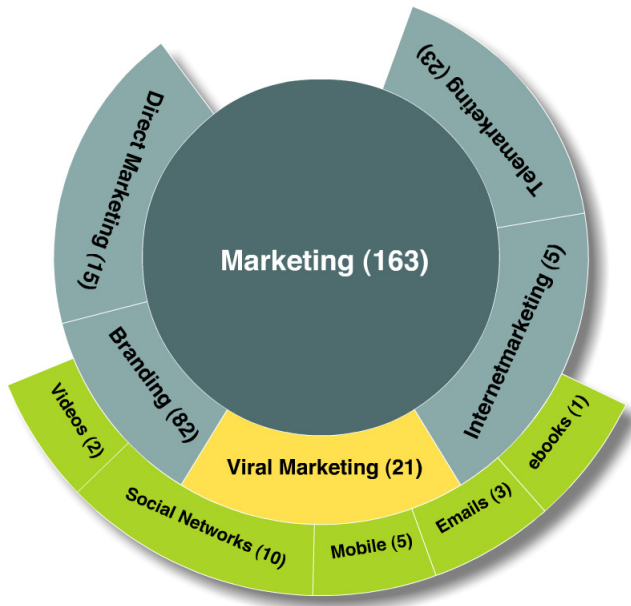 Marketing (163)
Telemarketing (23)
Internetmarketing (5)
Viral Marketing (21)
Branding (82)
Direct Marketing (15)
Videos (2)
Social Networks (10)
Mobile (5)
Emails (3)
ebooks (1)